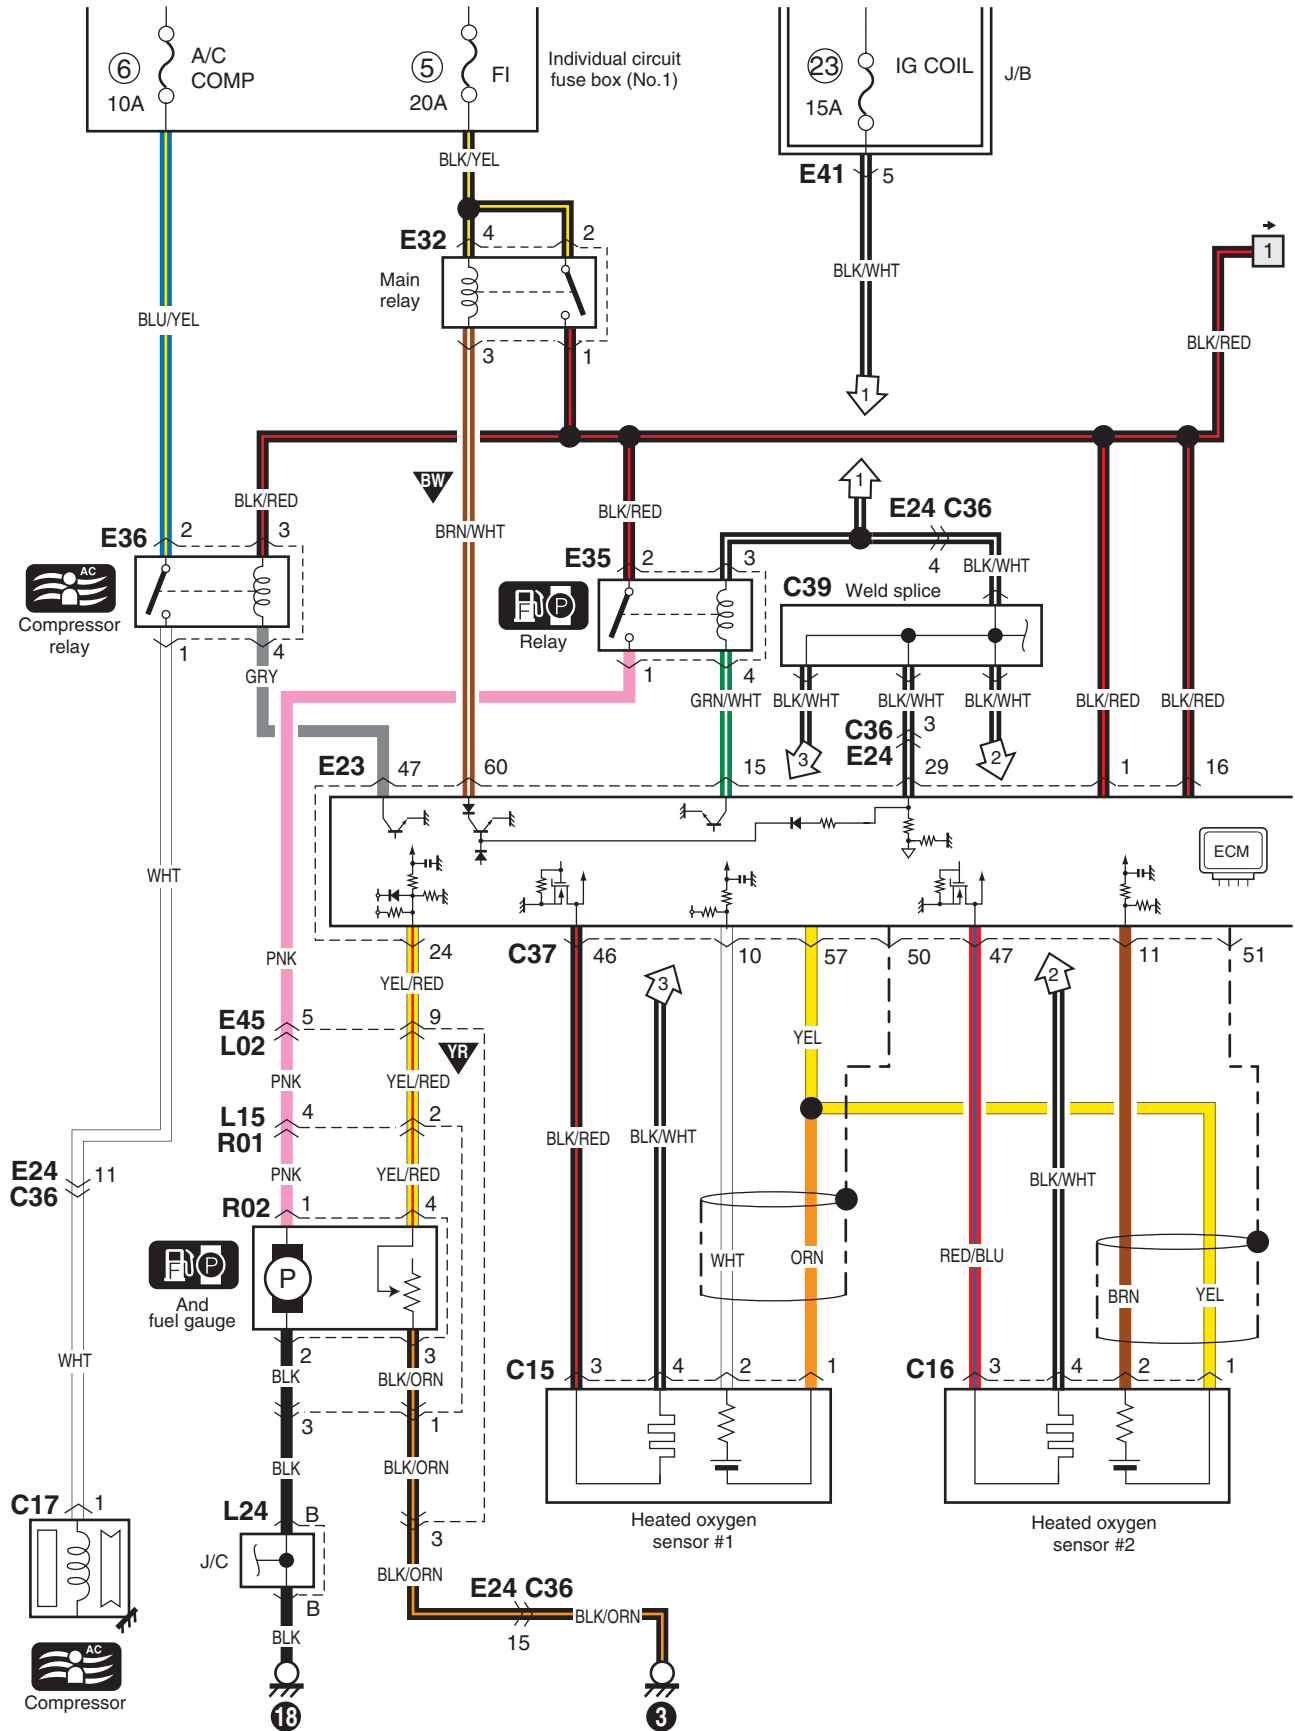 6
A/C
COMP
10A
5
FI
20A
Individual circuit
fuse box (No.1)
23
IG COIL
15A
J/B
BLK/YEL
E41
5
E32
4
2
Main
relay
BLK/WHT
1
BLU/YEL
3
1
BLK/RED
1
BW
BLK/RED
BRN/WHT
BLK/RED
1
E24 C36
4
BLK/WHT
E36
2
3
E35
2
3
AC
Compressor
relay
F
P
Relay
C39
Weld splice
1
4
GRY
1
4
GRN/WHT
BLK/WHT
BLK/WHT
BLK/WHT
BLK/RED
BLK/RED
C36
3
E24
3
2
E23
47
60
15
29
1
16
ECM
WHT
PNK
24
YEL/RED
C37
46
10
57
50
47
11
51
3
2
E45
5
9
L02
YR
YEL
PNK
YEL/RED
L15
4
2
R01
BLK/RED
BLK/WHT
PNK
YEL/RED
E24
11
C36
BLK/WHT
R02
1
4
F
P
And
fuel gauge
P
WHT
ORN
RED/BLU
BRN
YEL
2
3
WHT
BLK
BLK/ORN
C15
3
4
2
1
C16
3
4
2
1
3
1
BLK
BLK/ORN
C17
1
L24
B
3
J/C
Heated oxygen
sensor #1
Heated oxygen
sensor #2
BLK/ORN
B
E24 C36
BLK/ORN
15
BLK
AC
Compressor
18
3